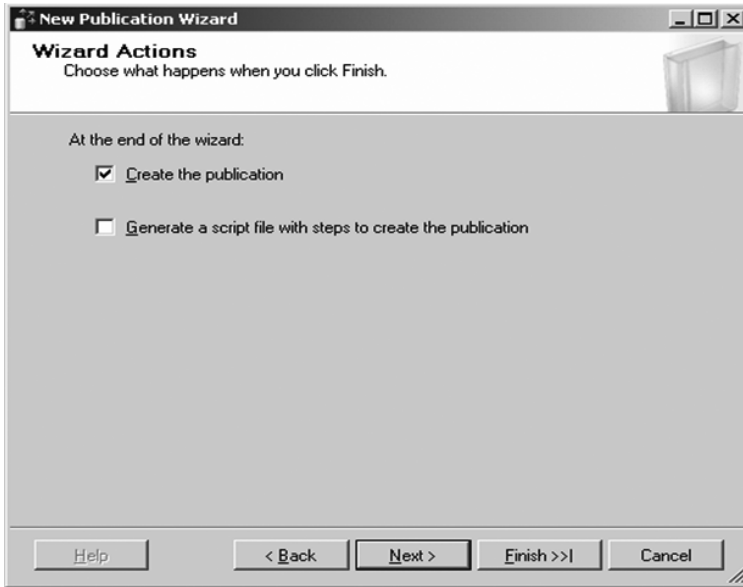 New Publication Wizard
Wizard Actions
Choose what happens when you click Finish.
At the end of the wizard:
Create the publication
Generate a script file with steps to create the publication
Help
< Back
Next >
Finish >>|
Cancel